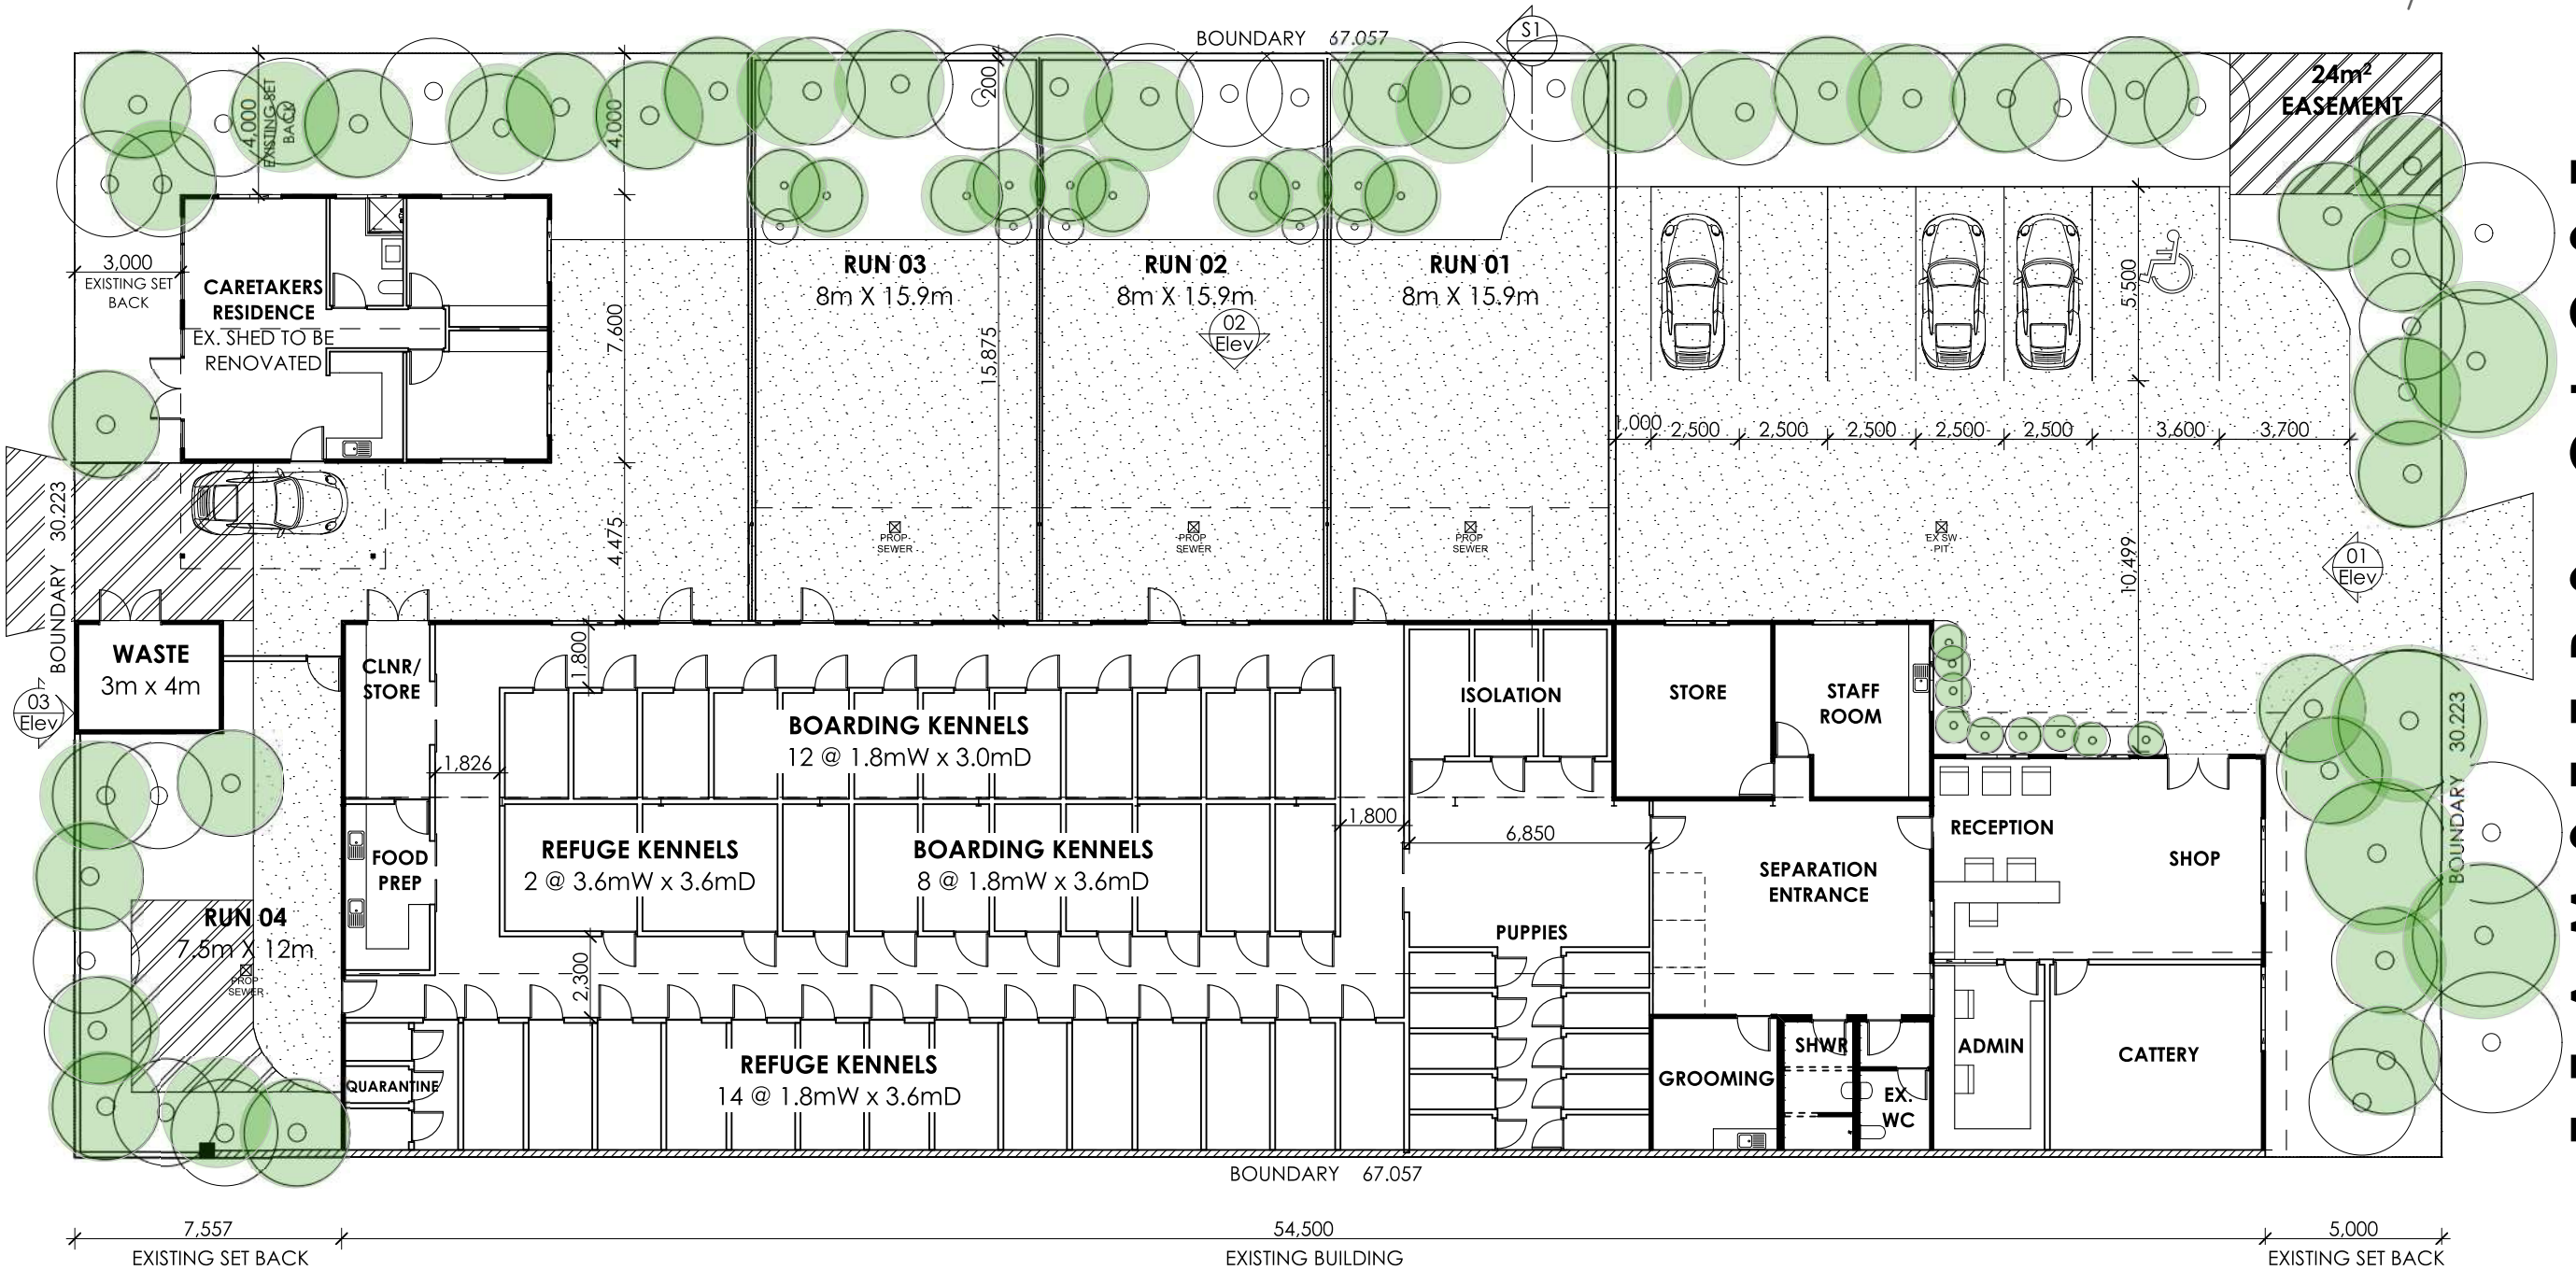 BOUNDARY 67.057
S1
24m²
EASEMENT
4,000
EXISTING SET
BACK
4,000
200
3,000
EXISTING SET
BACK
CARETAKERS
RESIDENCE
EX. SHED TO BE
RENOVATED
7,600
RUN 03
8m X 15.9m
15,875
RUN 02
8m X 15.9m
02
Elev
RUN 01
8m X 15.9m
5,500
1,000
2,500
2,500
2,500
2,500
2,500
3,600
3,700
BOUNDARY 30.223
4,475
PROP
SEWER
PROP
SEWER
PROP
SEWER
EX SW
PIT
10,499
01
Elev
WASTE
3m x 4m
03
Elev
CLNR/
STORE
1,800
BOARDING KENNELS
12 @ 1.8mW x 3.0mD
1,826
ISOLATION
STORE
STAFF
ROOM
BOUNDARY 30.223
FOOD
PREP
REFUGE KENNELS
2 @ 3.6mW x 3.6mD
BOARDING KENNELS
8 @ 1.8mW x 3.6mD
1,800
6,850
RECEPTION
SHOP
SEPARATION
ENTRANCE
RUN 04
7.5m X 12m
PROP
SEWER
2,300
PUPPIES
QUARANTINE
REFUGE KENNELS
14 @ 1.8mW x 3.6mD
GROOMING
SHWR
EX.
WC
ADMIN
CATTERY
BOUNDARY 67.057
7,557
EXISTING SET BACK
54,500
EXISTING BUILDING
5,000
EXISTING SET BACK